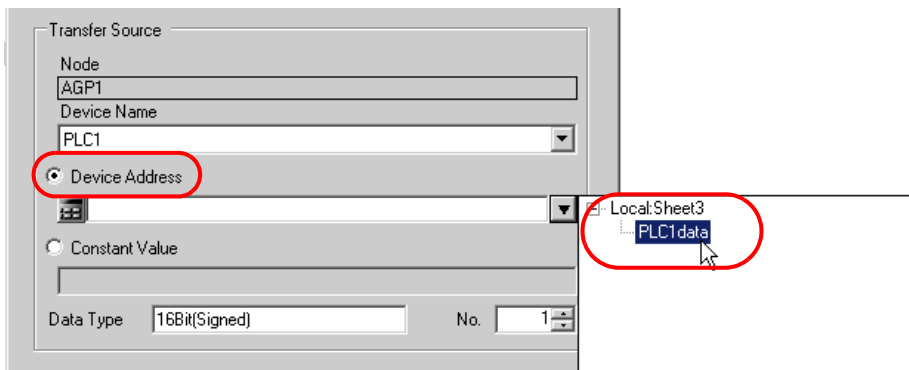 Transfer Source
Node
AGP1
Device Name
PLC1
Device Address
Local:Sheet3
PLC1data
Constant Value
Data Type 16Bit(Signed) No. 1